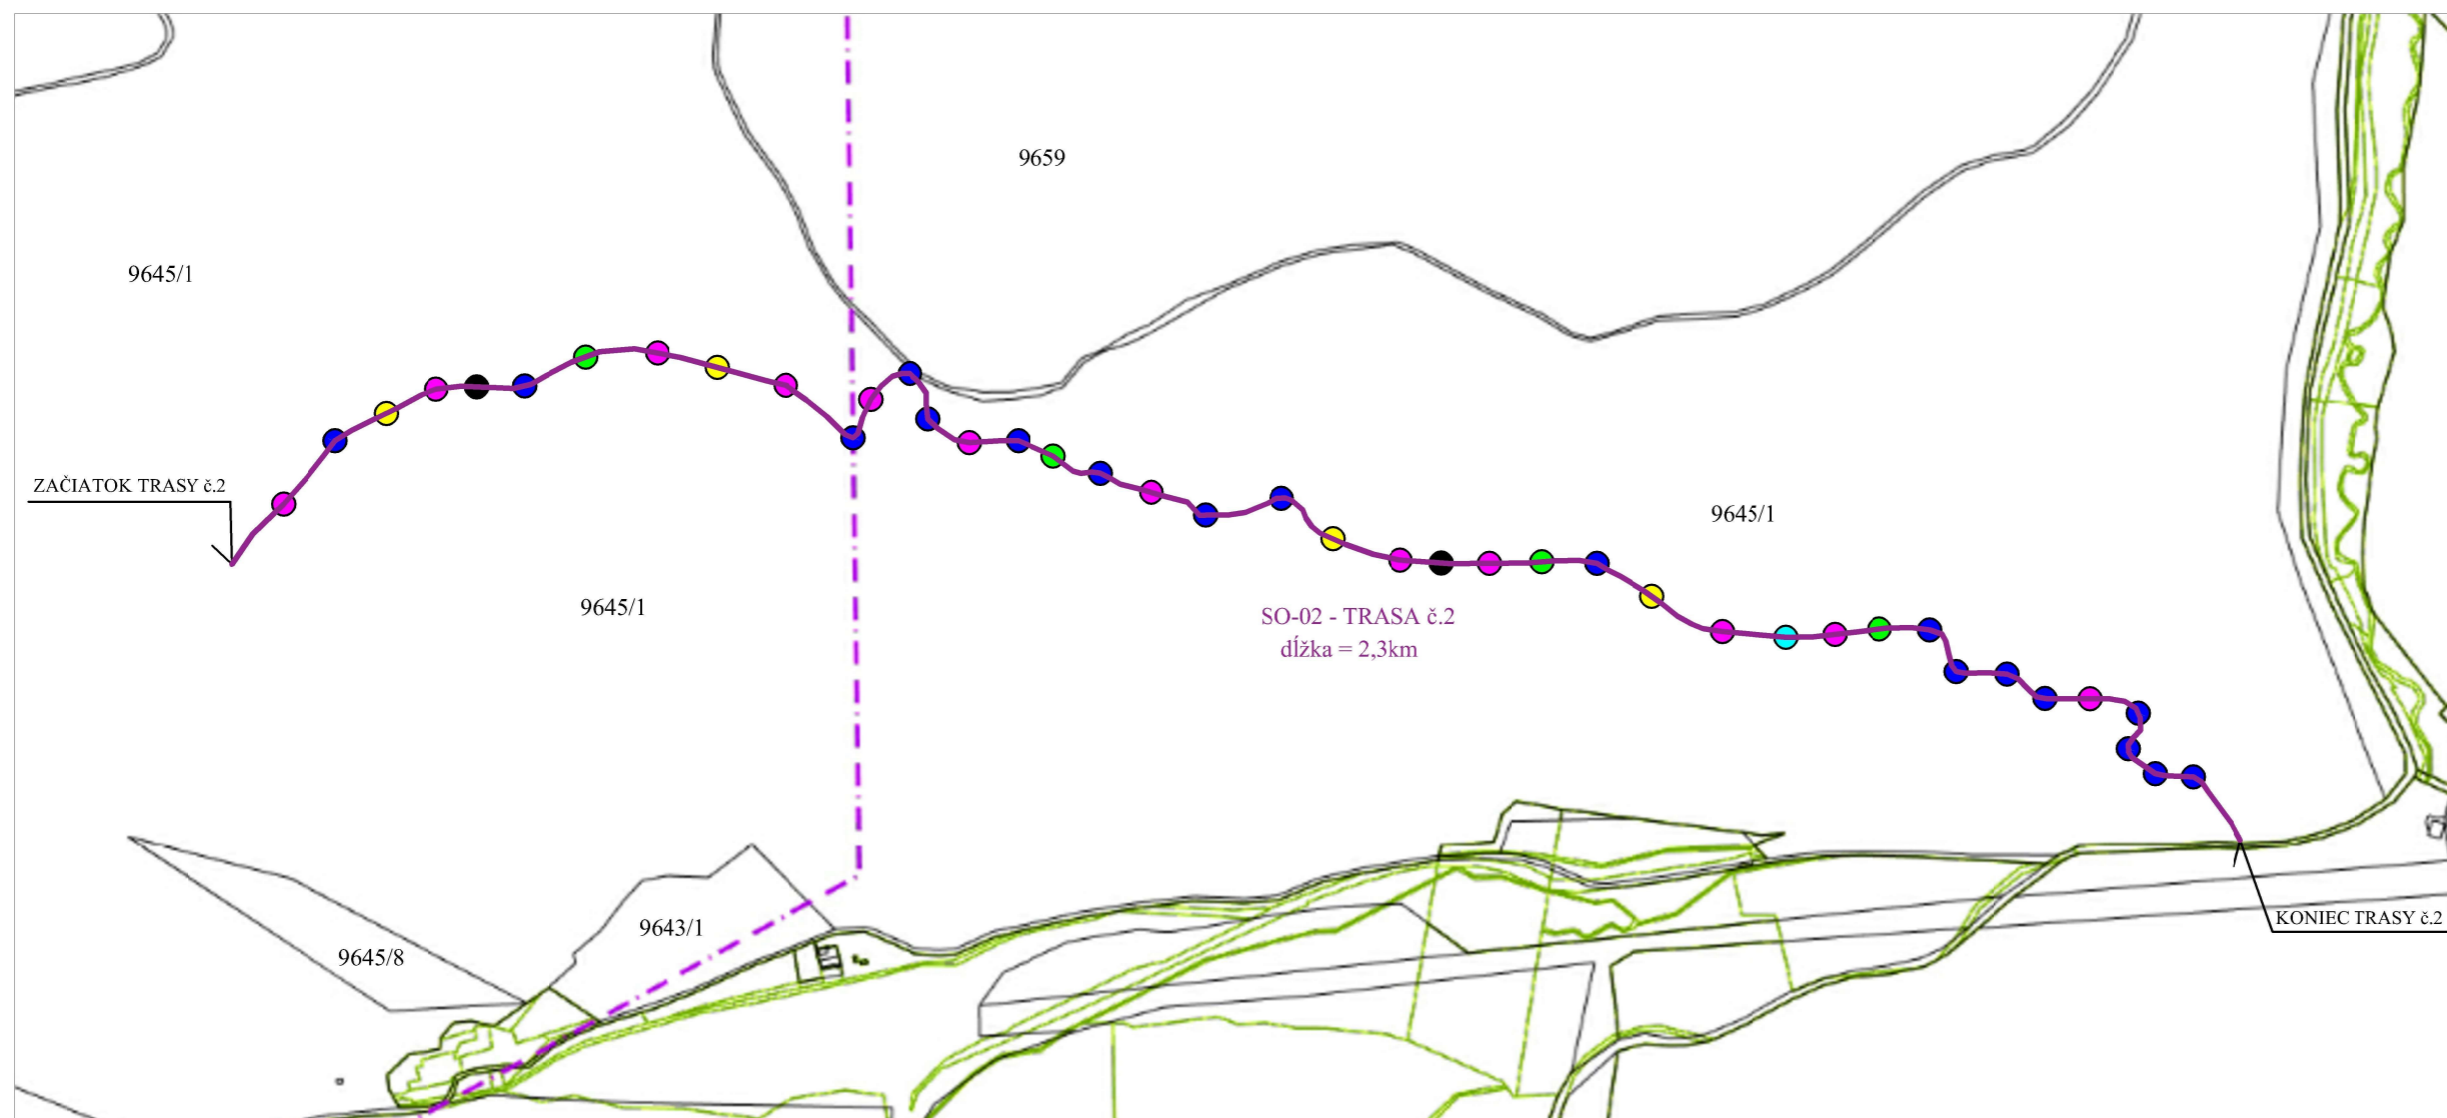 9659
9645/1
ZAČIATOK TRASY č.2
9645/1
9645/1
SO-02 - TRASA č.2
dĺžka = 2,3km
9643/1
9645/8
KONIEC TRASY č.2